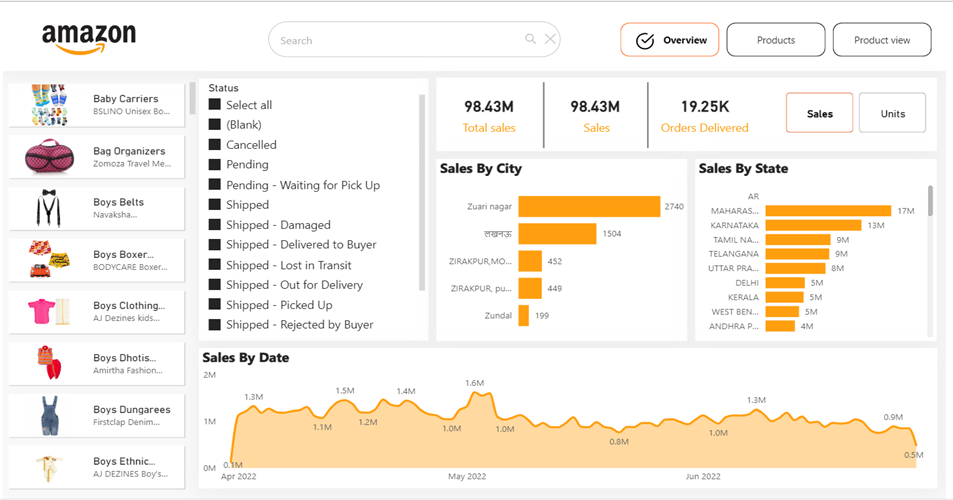 amazon
Search
Overview
Products
Product view
Baby Carriers
BSLINO Unisex Bo...
Bag Organizers
Zomoza Travel Me...
Boys Belts
Navaksha...
Boys Boxer...
BODYCARE Boxer...
Boys Clothing...
AJ Dezines kids...
Boys Dhotis...
Amirtha Fashion...
Boys Dungarees
Firstclap Denim...
Boys Ethnic...
AJ DEZINES Boy's...
Status
Select all
(Blank)
Cancelled
Pending
Pending - Waiting for Pick Up
Shipped
Shipped - Damaged
Shipped - Delivered to Buyer
Shipped - Lost in Transit
Shipped - Out for Delivery
Shipped - Picked Up
Shipped - Rejected by Buyer
98.43M
Total sales
98.43M
Sales
19.25K
Orders Delivered
Sales
Units
Sales By City
Zuari nagar 2740
लखनऊ 1504
ZIRAKPUR,MO... 452
ZIRAKPUR, pu... 449
Zundal 199
Sales By State
AR
MAHARAS... 17M
KARNATAKA 13M
TAMIL NA... 9M
TELANGANA 9M
UTTAR PRA... 8M
DELHI 5M
KERALA 5M
WEST BEN... 5M
ANDHRA P... 4M
Sales By Date
2M
1M
0M
0.1M
1.3M
1.1M
1.5M
1.2M
1.4M
1.0M
1.6M
1.0M
0.8M
1.0M
1.3M
0.9M
0.5M
Apr 2022
May 2022
Jun 2022